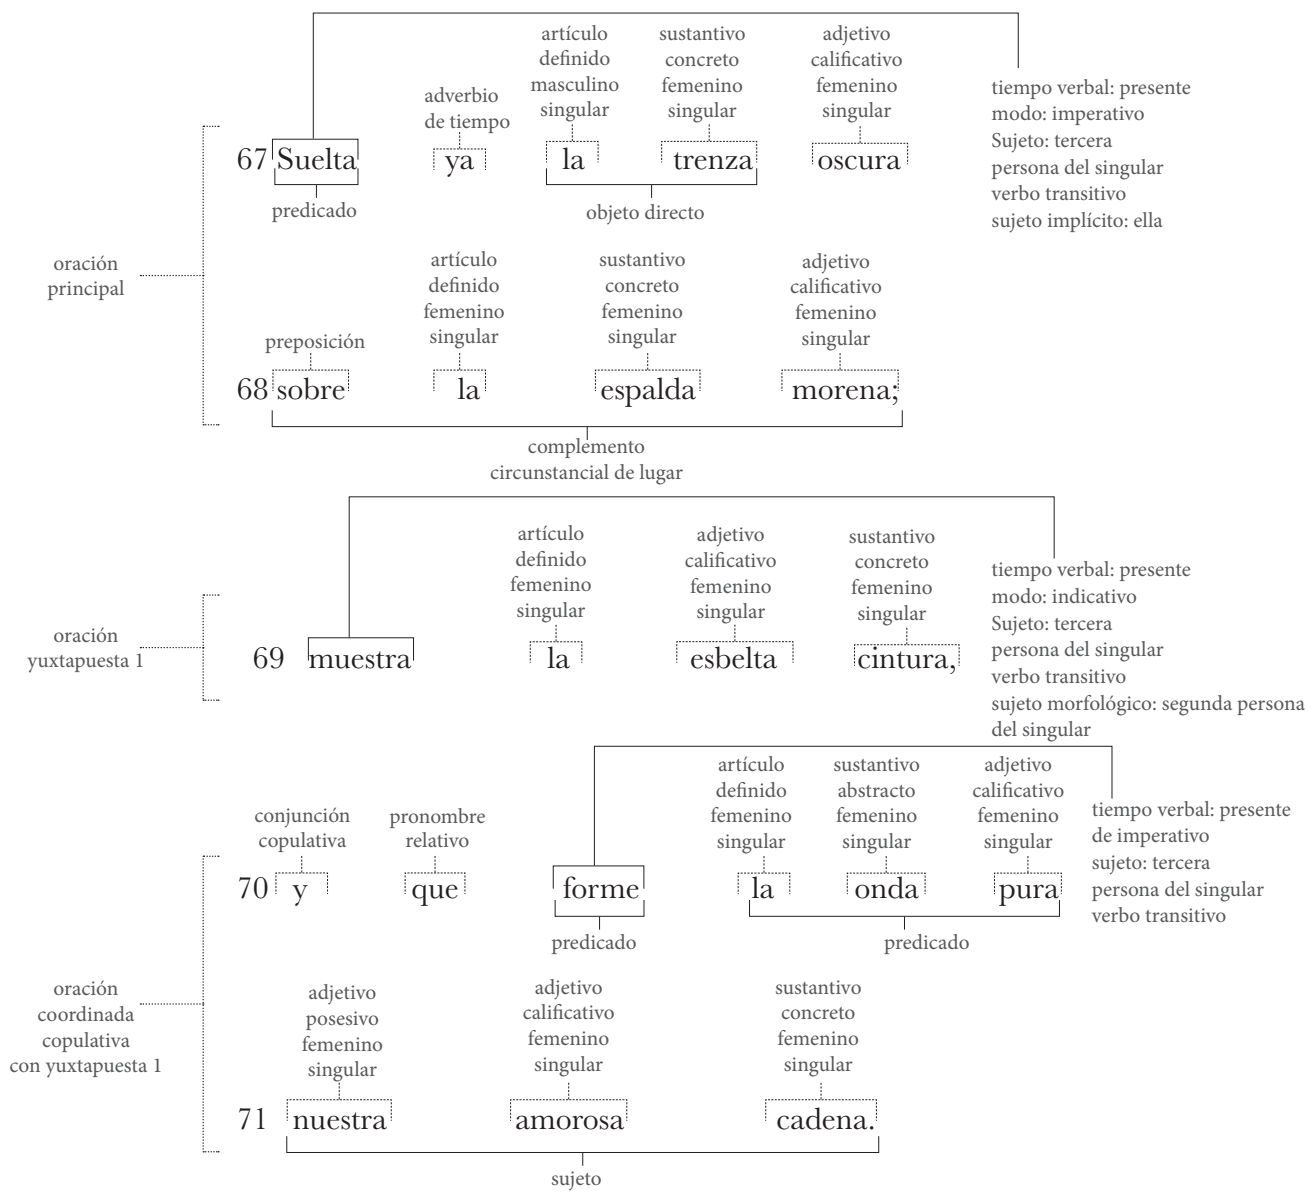 artículo
definido
masculino
singular
sustantivo
concreto
femenino
singular
adjetivo
calificativo
femenino
singular
adverbio
de tiempo
tiempo verbal: presente
modo: imperativo
Sujeto: tercera
persona del singular
verbo transitivo
sujeto implícito: ella
67 Suelta ya la trenza oscura
predicado
objeto directo
oración
principal
preposición
artículo
definido
femenino
singular
sustantivo
concreto
femenino
singular
adjetivo
calificativo
femenino
singular
68 sobre la espalda morena;
complemento
circunstancial de lugar
artículo
definido
femenino
singular
adjetivo
calificativo
femenino
singular
sustantivo
concreto
femenino
singular
tiempo verbal: presente
modo: indicativo
Sujeto: tercera
persona del singular
verbo transitivo
sujeto morfológico: segunda persona
del singular
oración
yuxtapuesta 1
69 muestra la esbelta cintura,
conjunción
copulativa
pronombre
relativo
artículo
definido
femenino
singular
sustantivo
abstracto
femenino
singular
adjetivo
calificativo
femenino
singular
tiempo verbal: presente
de imperativo
sujeto: tercera
persona del singular
verbo transitivo
70 y que forme la onda pura
predicado
predicado
oración
coordinada
copulativa
con yuxtapuesta 1
adjetivo
posesivo
femenino
singular
adjetivo
calificativo
femenino
singular
sustantivo
concreto
femenino
singular
71 nuestra amorosa cadena.
sujeto